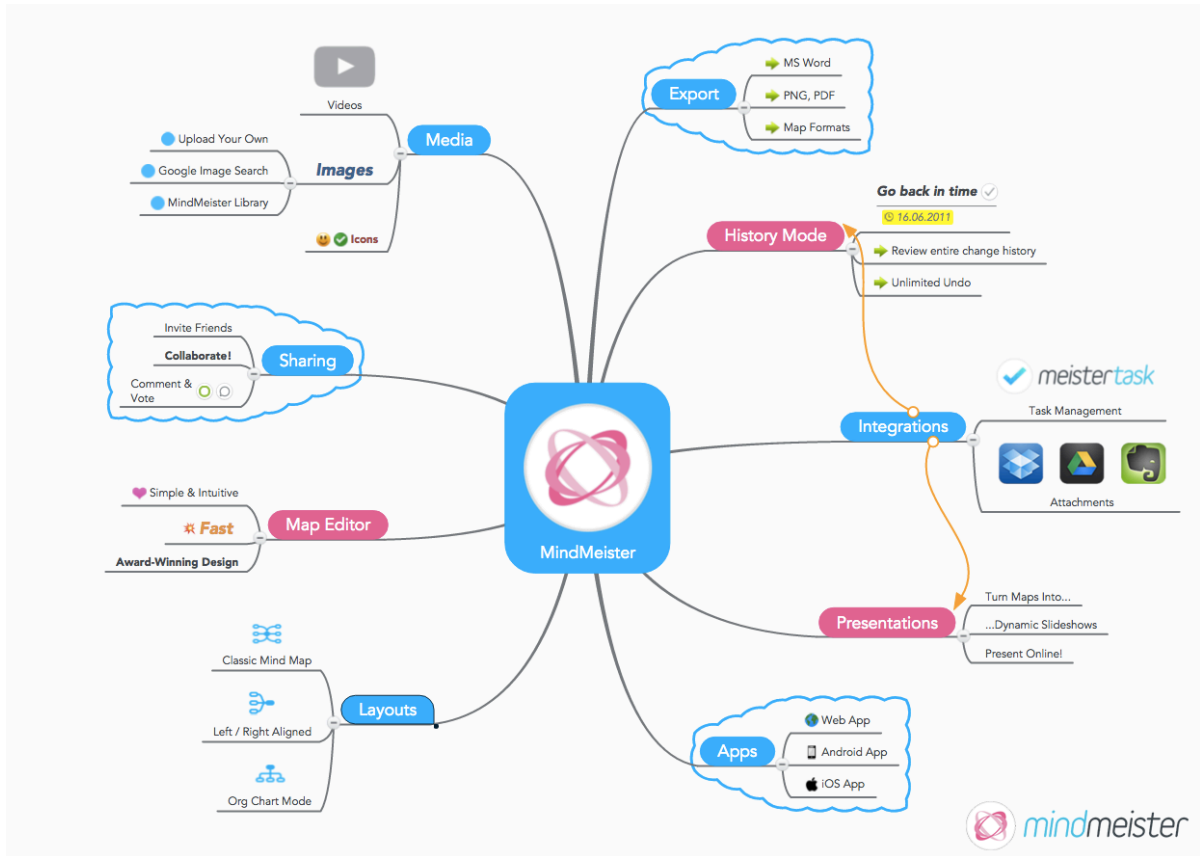 Videos
Media
Upload Your Own
Google Image Search
MindMeister Library
Images
Icons
Sharing
Invite Friends
Collaborate!
Comment &
Vote
Map Editor
Simple & Intuitive
Fast
Award-Winning Design
Layouts
Classic Mind Map
Left / Right Aligned
Org Chart Mode
MindMeister
Export
MS Word
PNG, PDF
Map Formats
History Mode
Go back in time
16.06.2011
Review entire change history
Unlimited Undo
Integrations
meistertask
Task Management
Attachments
Presentations
Turn Maps Into...
...Dynamic Slideshows
Present Online!
Apps
Web App
Android App
iOS App
mindmeister